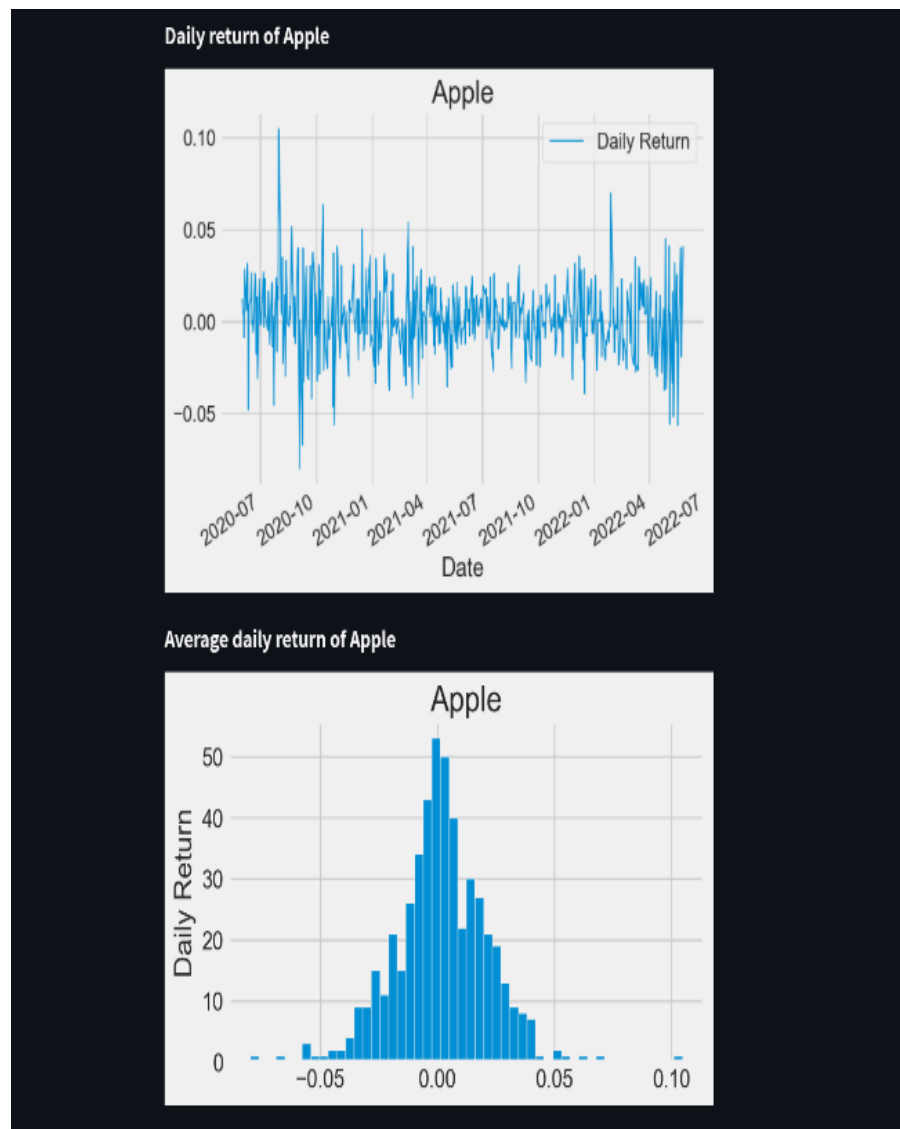 Daily return of Apple
Apple
Daily Return
0.10
0.05
0.00
−0.05
2020-07 2020-10 2021-01 2021-04 2021-07 2021-10 2022-01 2022-04 2022-07
Date
Average daily return of Apple
Apple
Daily Return
50
40
30
20
10
0
−0.05 0.00 0.05 0.10